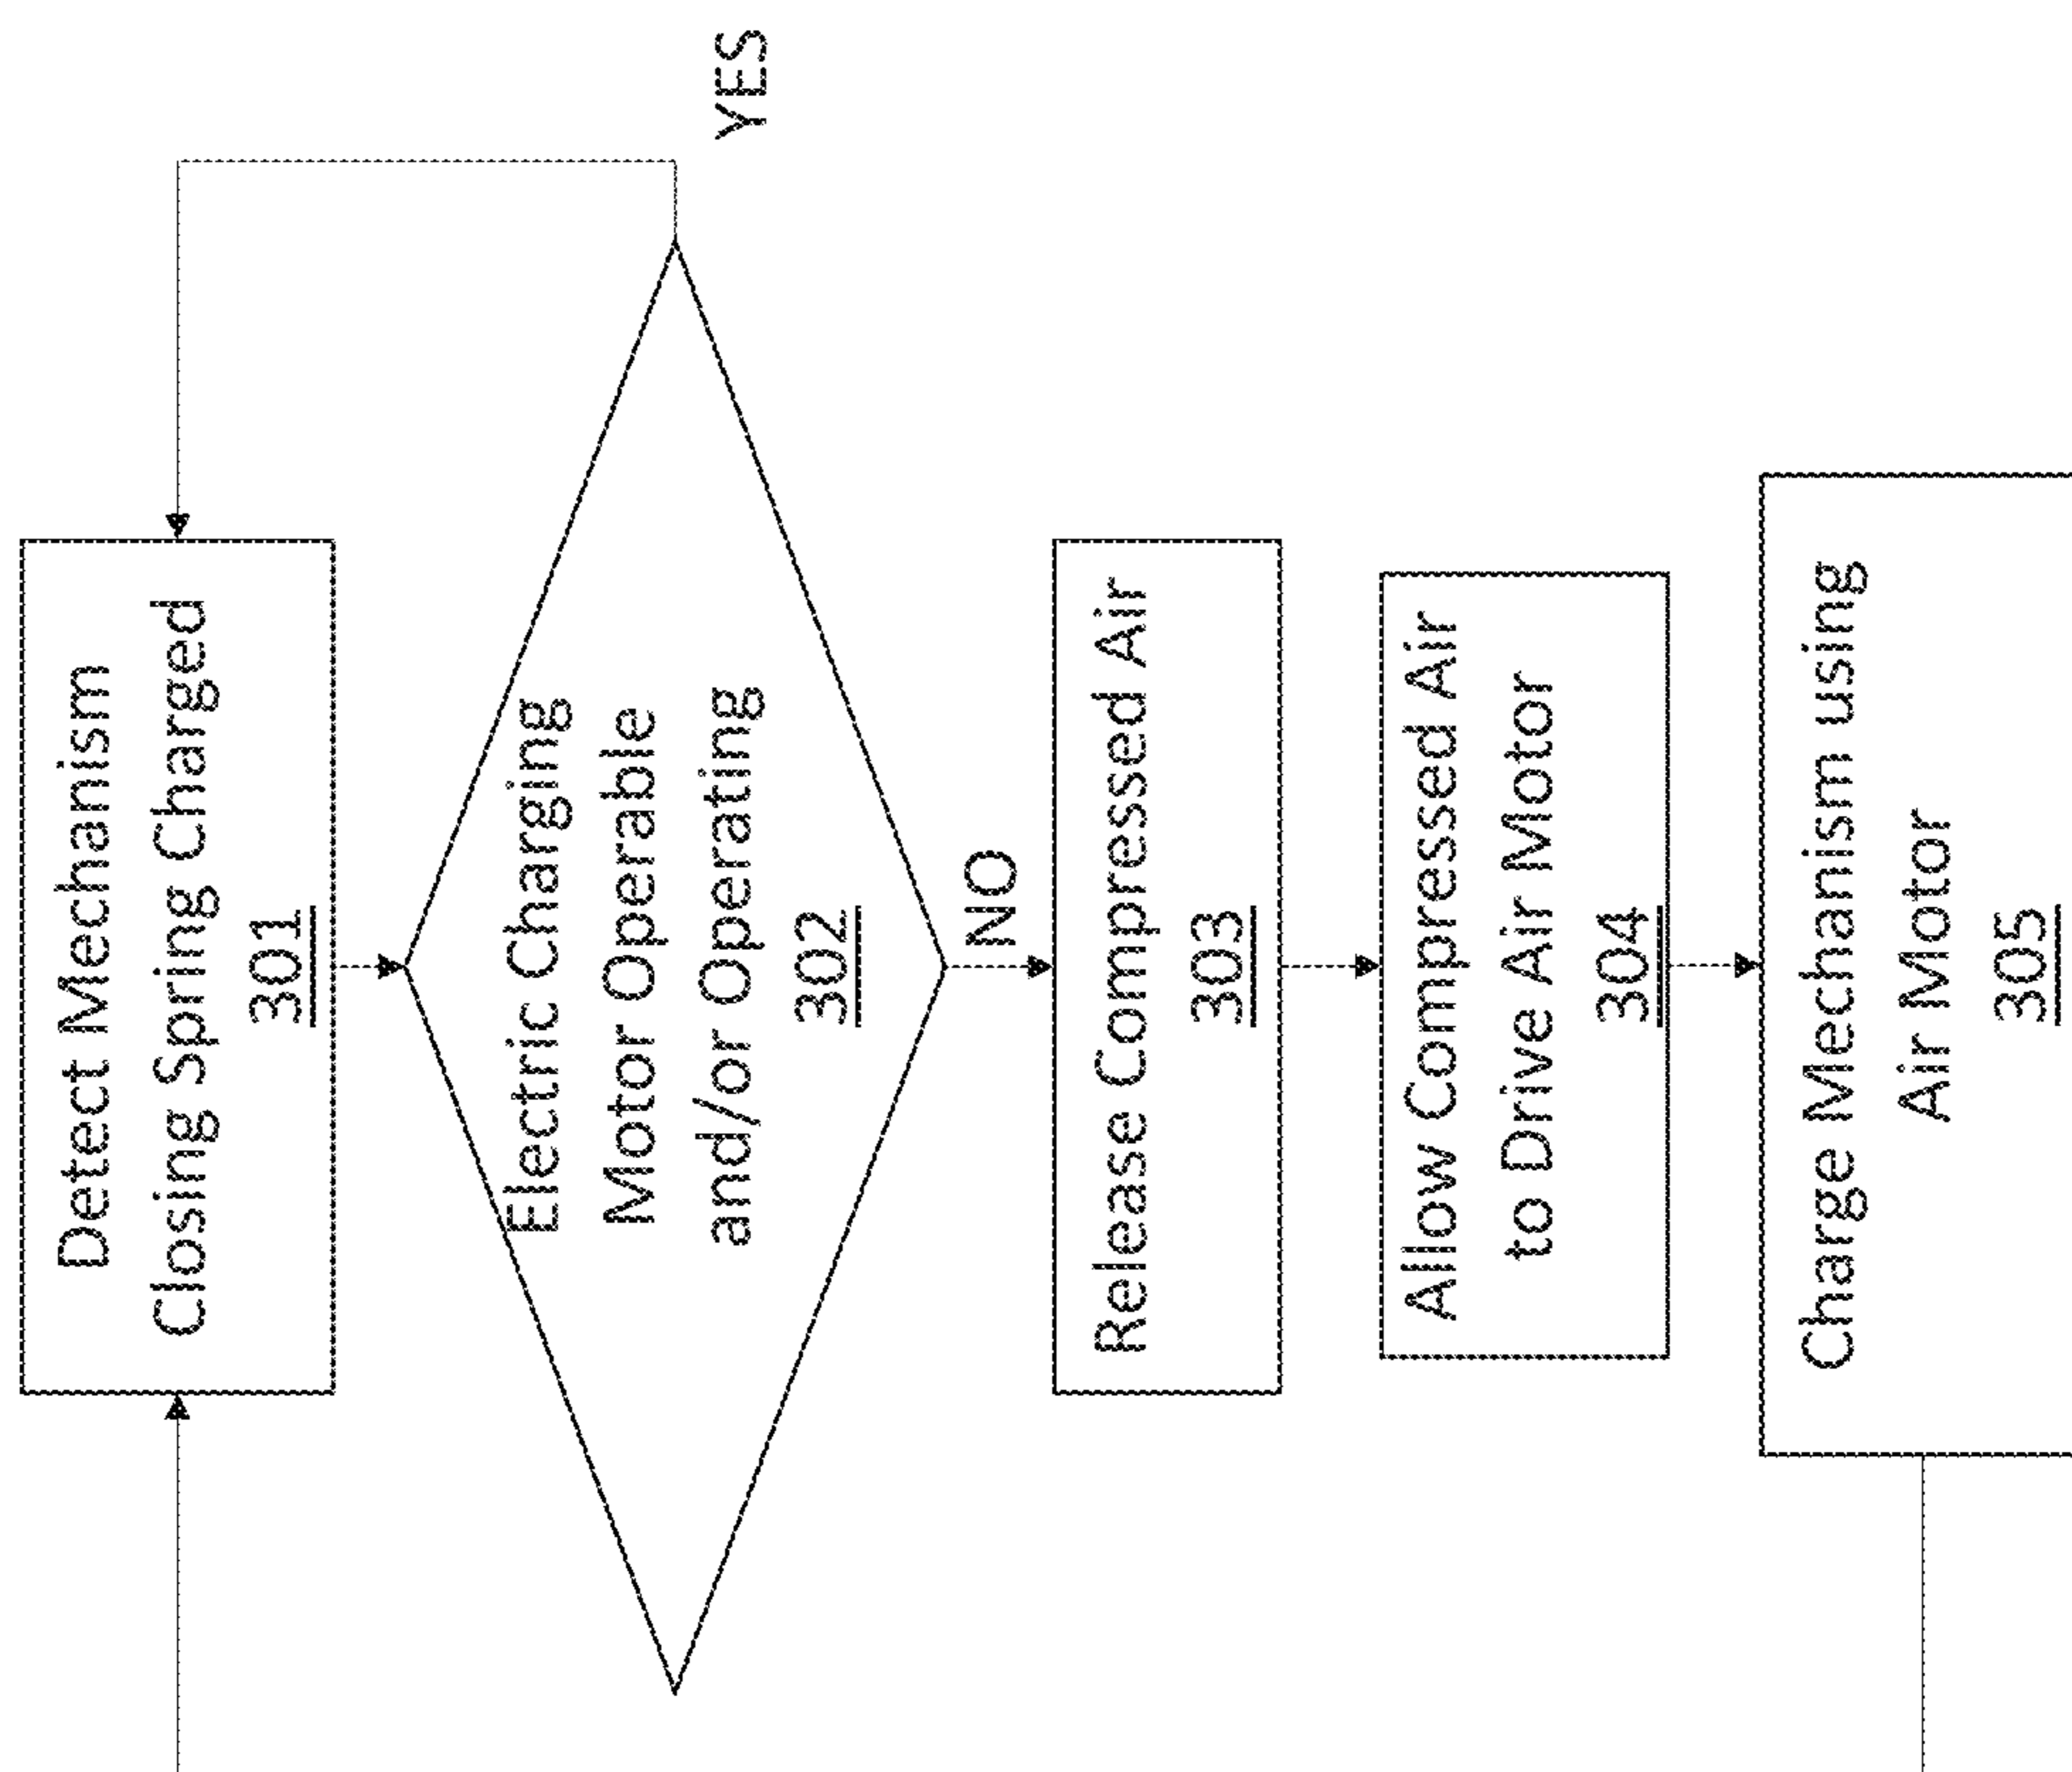 Detect Mechanism
Closing Spring Charged
301
Electric Charging
Motor Operable
and/or Operating
302
YES
NO
Release Compressed Air
303
Allow Compressed Air
to Drive Air Motor
304
Charge Mechanism using
Air Motor
305